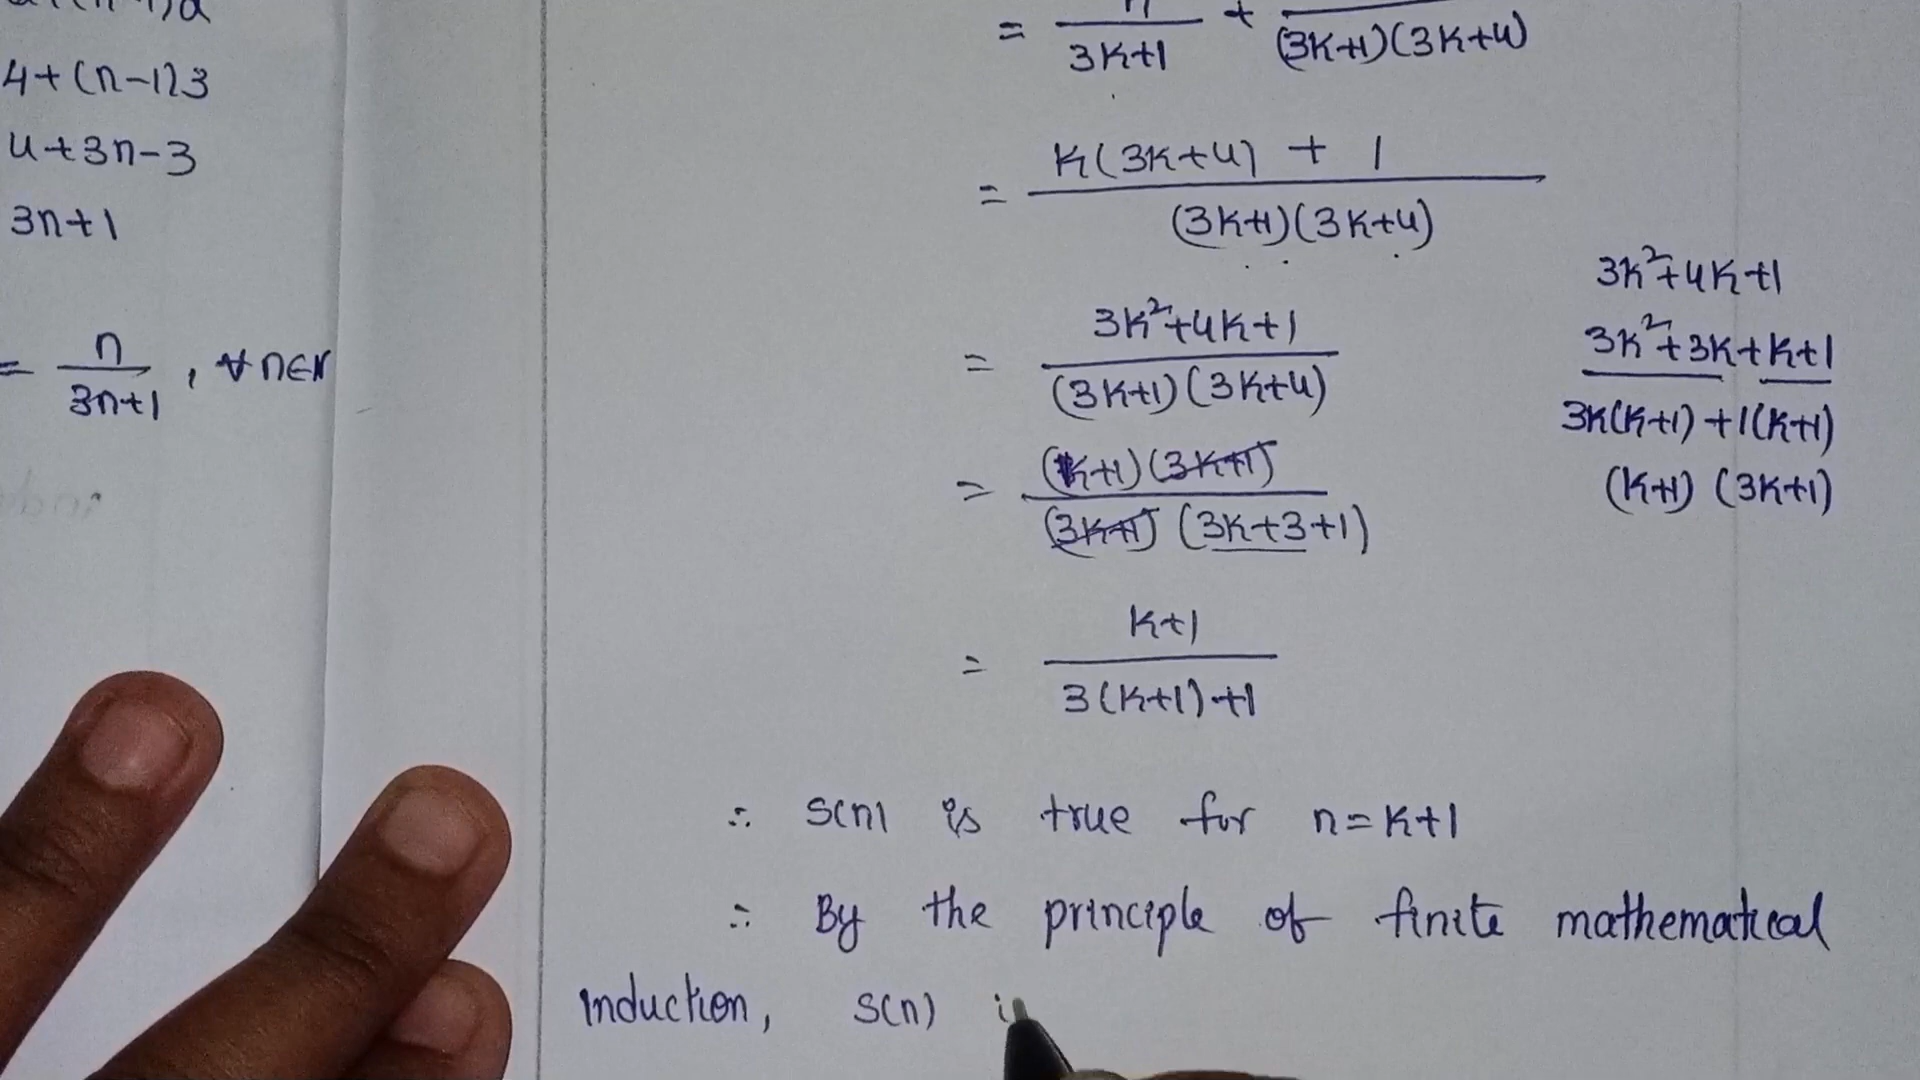 4+(n-1)3
4+3n-3
3n+1
= n/3n+1 , ∀ n∈N
= /3k+1 + /(3k+1)(3k+4)
= k(3k+4) + 1/(3k+1)(3k+4)
= 3k²+4k+1/(3k+1)(3k+4)
= (k+1)(3k+1)/(3k+1)(3k+3+1)
= k+1/3(k+1)+1
3k²+4k+1
3k²+3k+k+1
3k(k+1)+1(k+1)
(k+1)(3k+1)
∴ S(n) is true for n=k+1
∴ By the principle of finite mathematical
induction, S(n) i